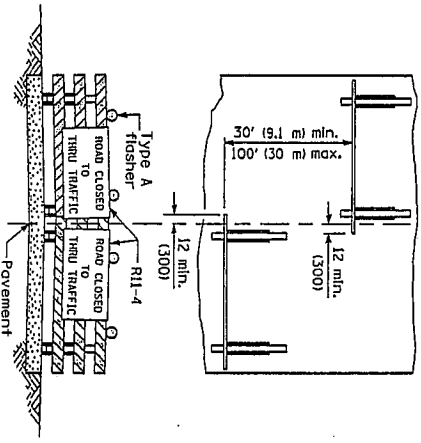 30' (9.1 m) min.
100' (30 m) max.
12 min.
(300)
12 min.
(300)
Type A
flasher
R11-4
ROAD CLOSED
TO
THRU TRAFFIC
ROAD CLOSED
TO
THRU TRAFFIC
Pavement